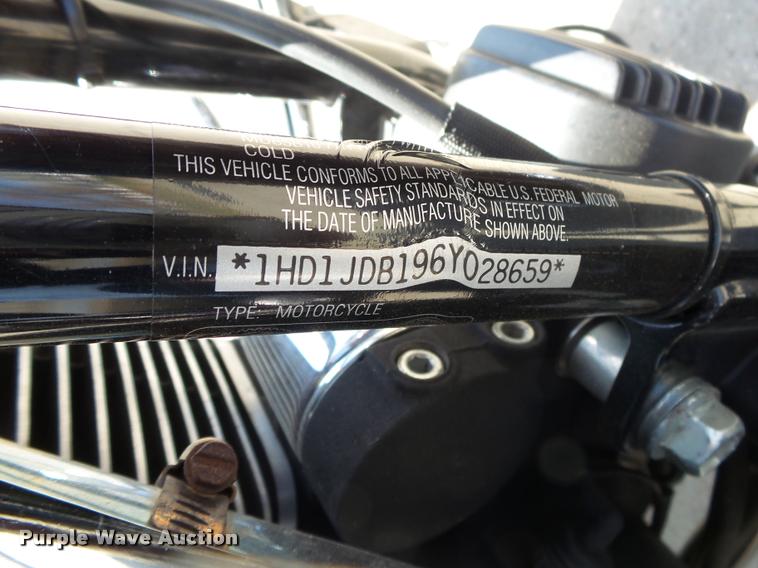 COLD
THIS VEHICLE CONFORMS TO ALL APPLICABLE U.S. FEDERAL MOTOR
VEHICLE SAFETY STANDARDS IN EFFECT ON
THE DATE OF MANUFACTURE SHOWN ABOVE.
V.I.N. *1HD1JDB196Y028659*
TYPE: MOTORCYCLE
Purple Wave Auction